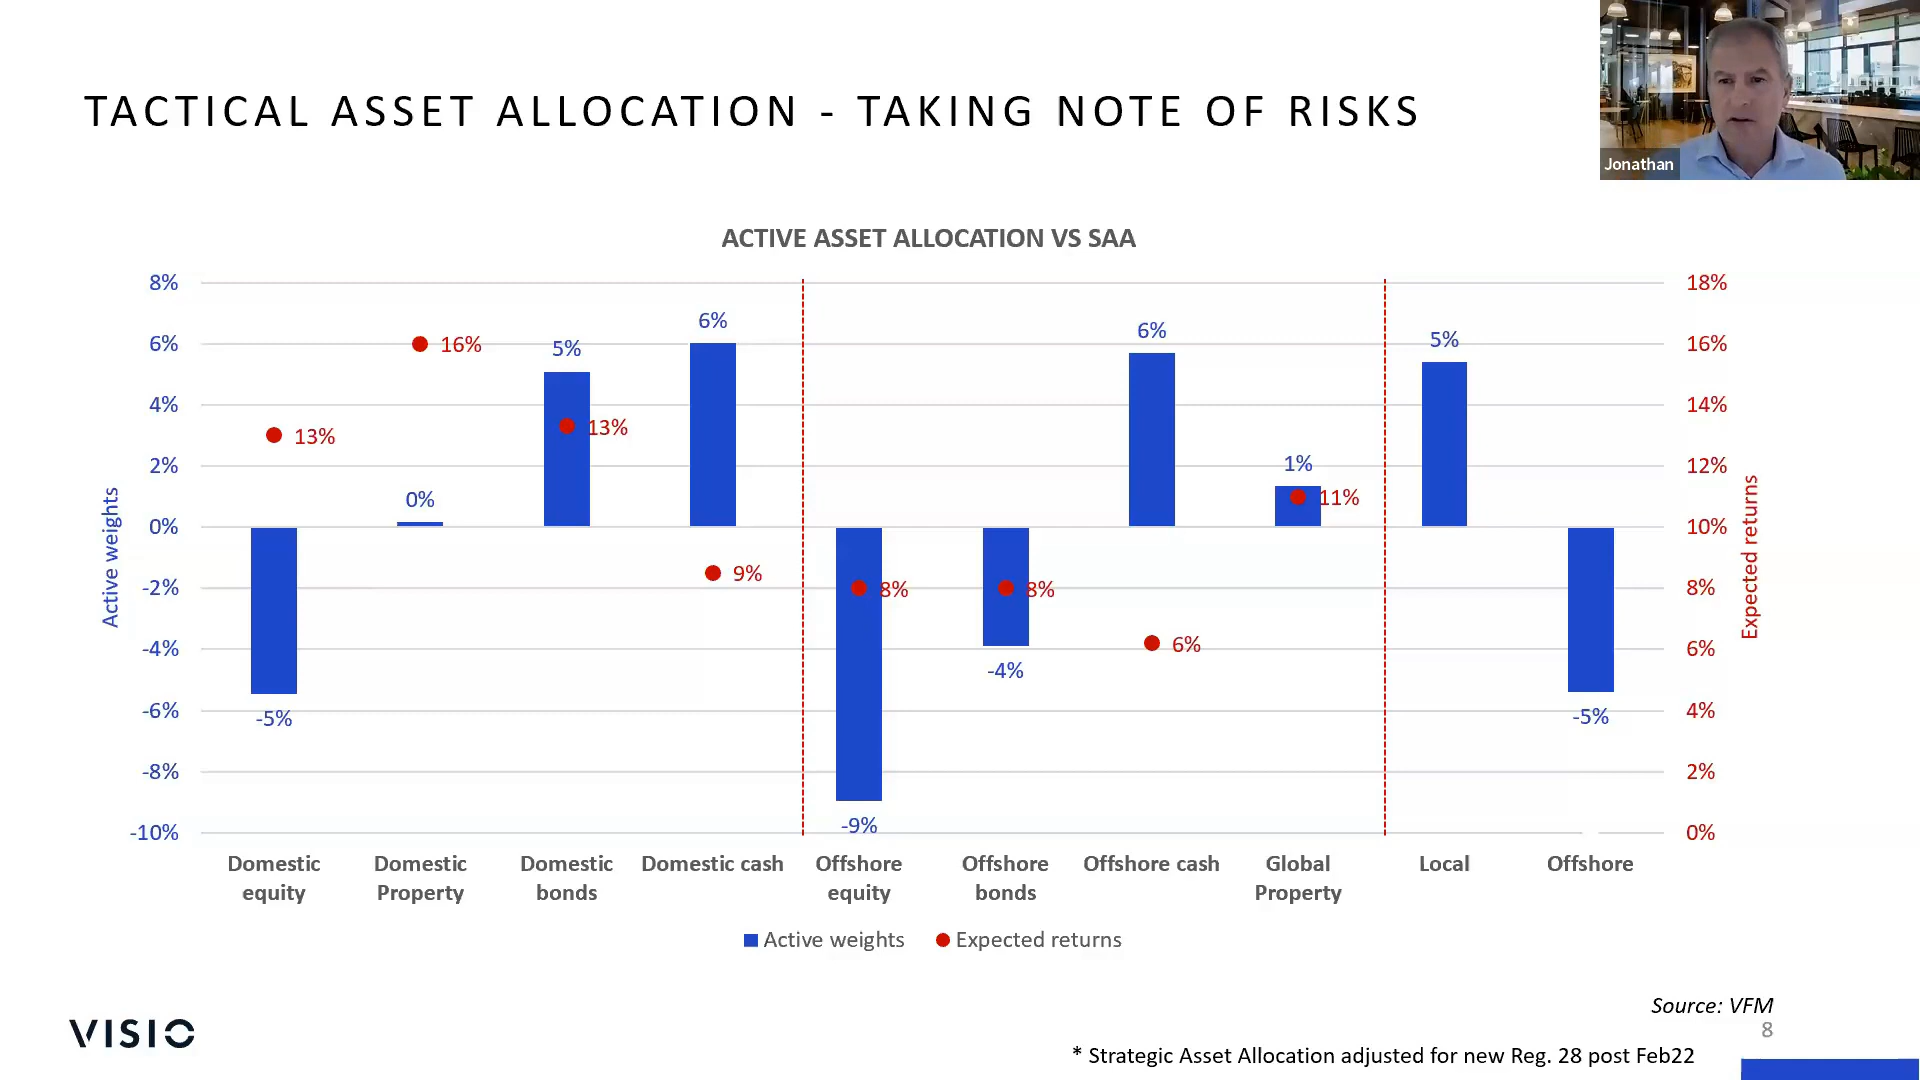 TACTICAL ASSET ALLOCATION - TAKING NOTE OF RISKS
Jonathan
ACTIVE ASSET ALLOCATION VS SAA
8%
6%
4%
2%
0%
-2%
-4%
-6%
-8%
-10%
Active weights
18%
16%
14%
12%
10%
8%
6%
4%
2%
0%
Expected returns
-5%
13%
0%
16%
5%
13%
6%
9%
-9%
8%
-4%
8%
6%
6%
1%
11%
5%
-5%
Domestic
equity
Domestic
Property
Domestic
bonds
Domestic cash
Offshore
equity
Offshore
bonds
Offshore cash
Global
Property
Local
Offshore
Active weights
Expected returns
Source: VFM
8
VISIO
* Strategic Asset Allocation adjusted for new Reg. 28 post Feb22